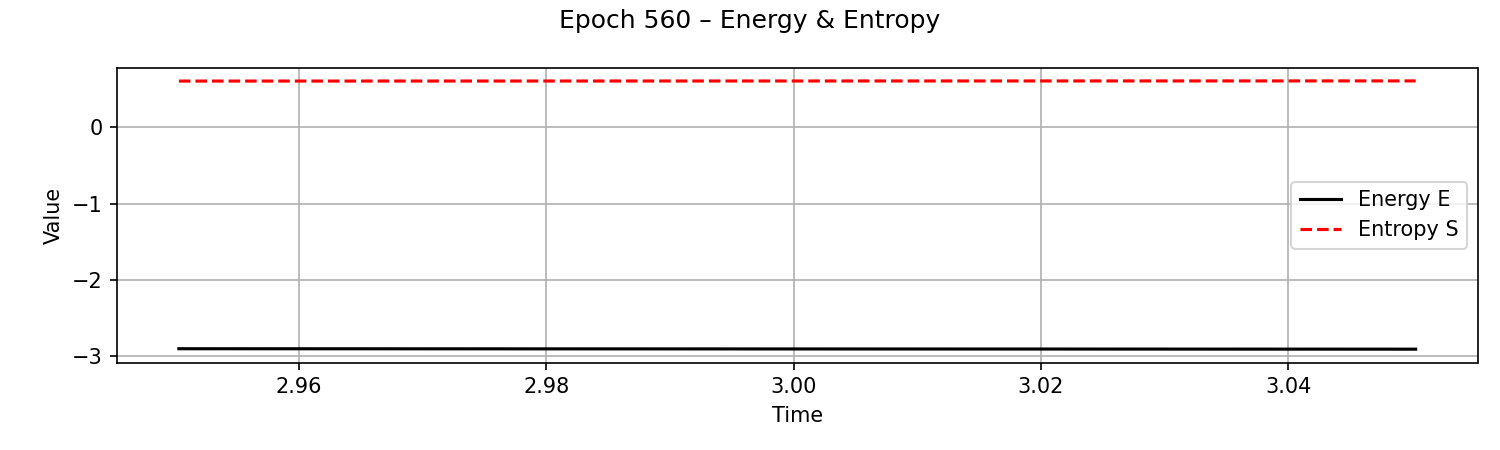 Epoch 560 – Energy & Entropy
Value
0
−1
−2
−3
Energy E
Entropy S
2.96 2.98 3.00 3.02 3.04
Time